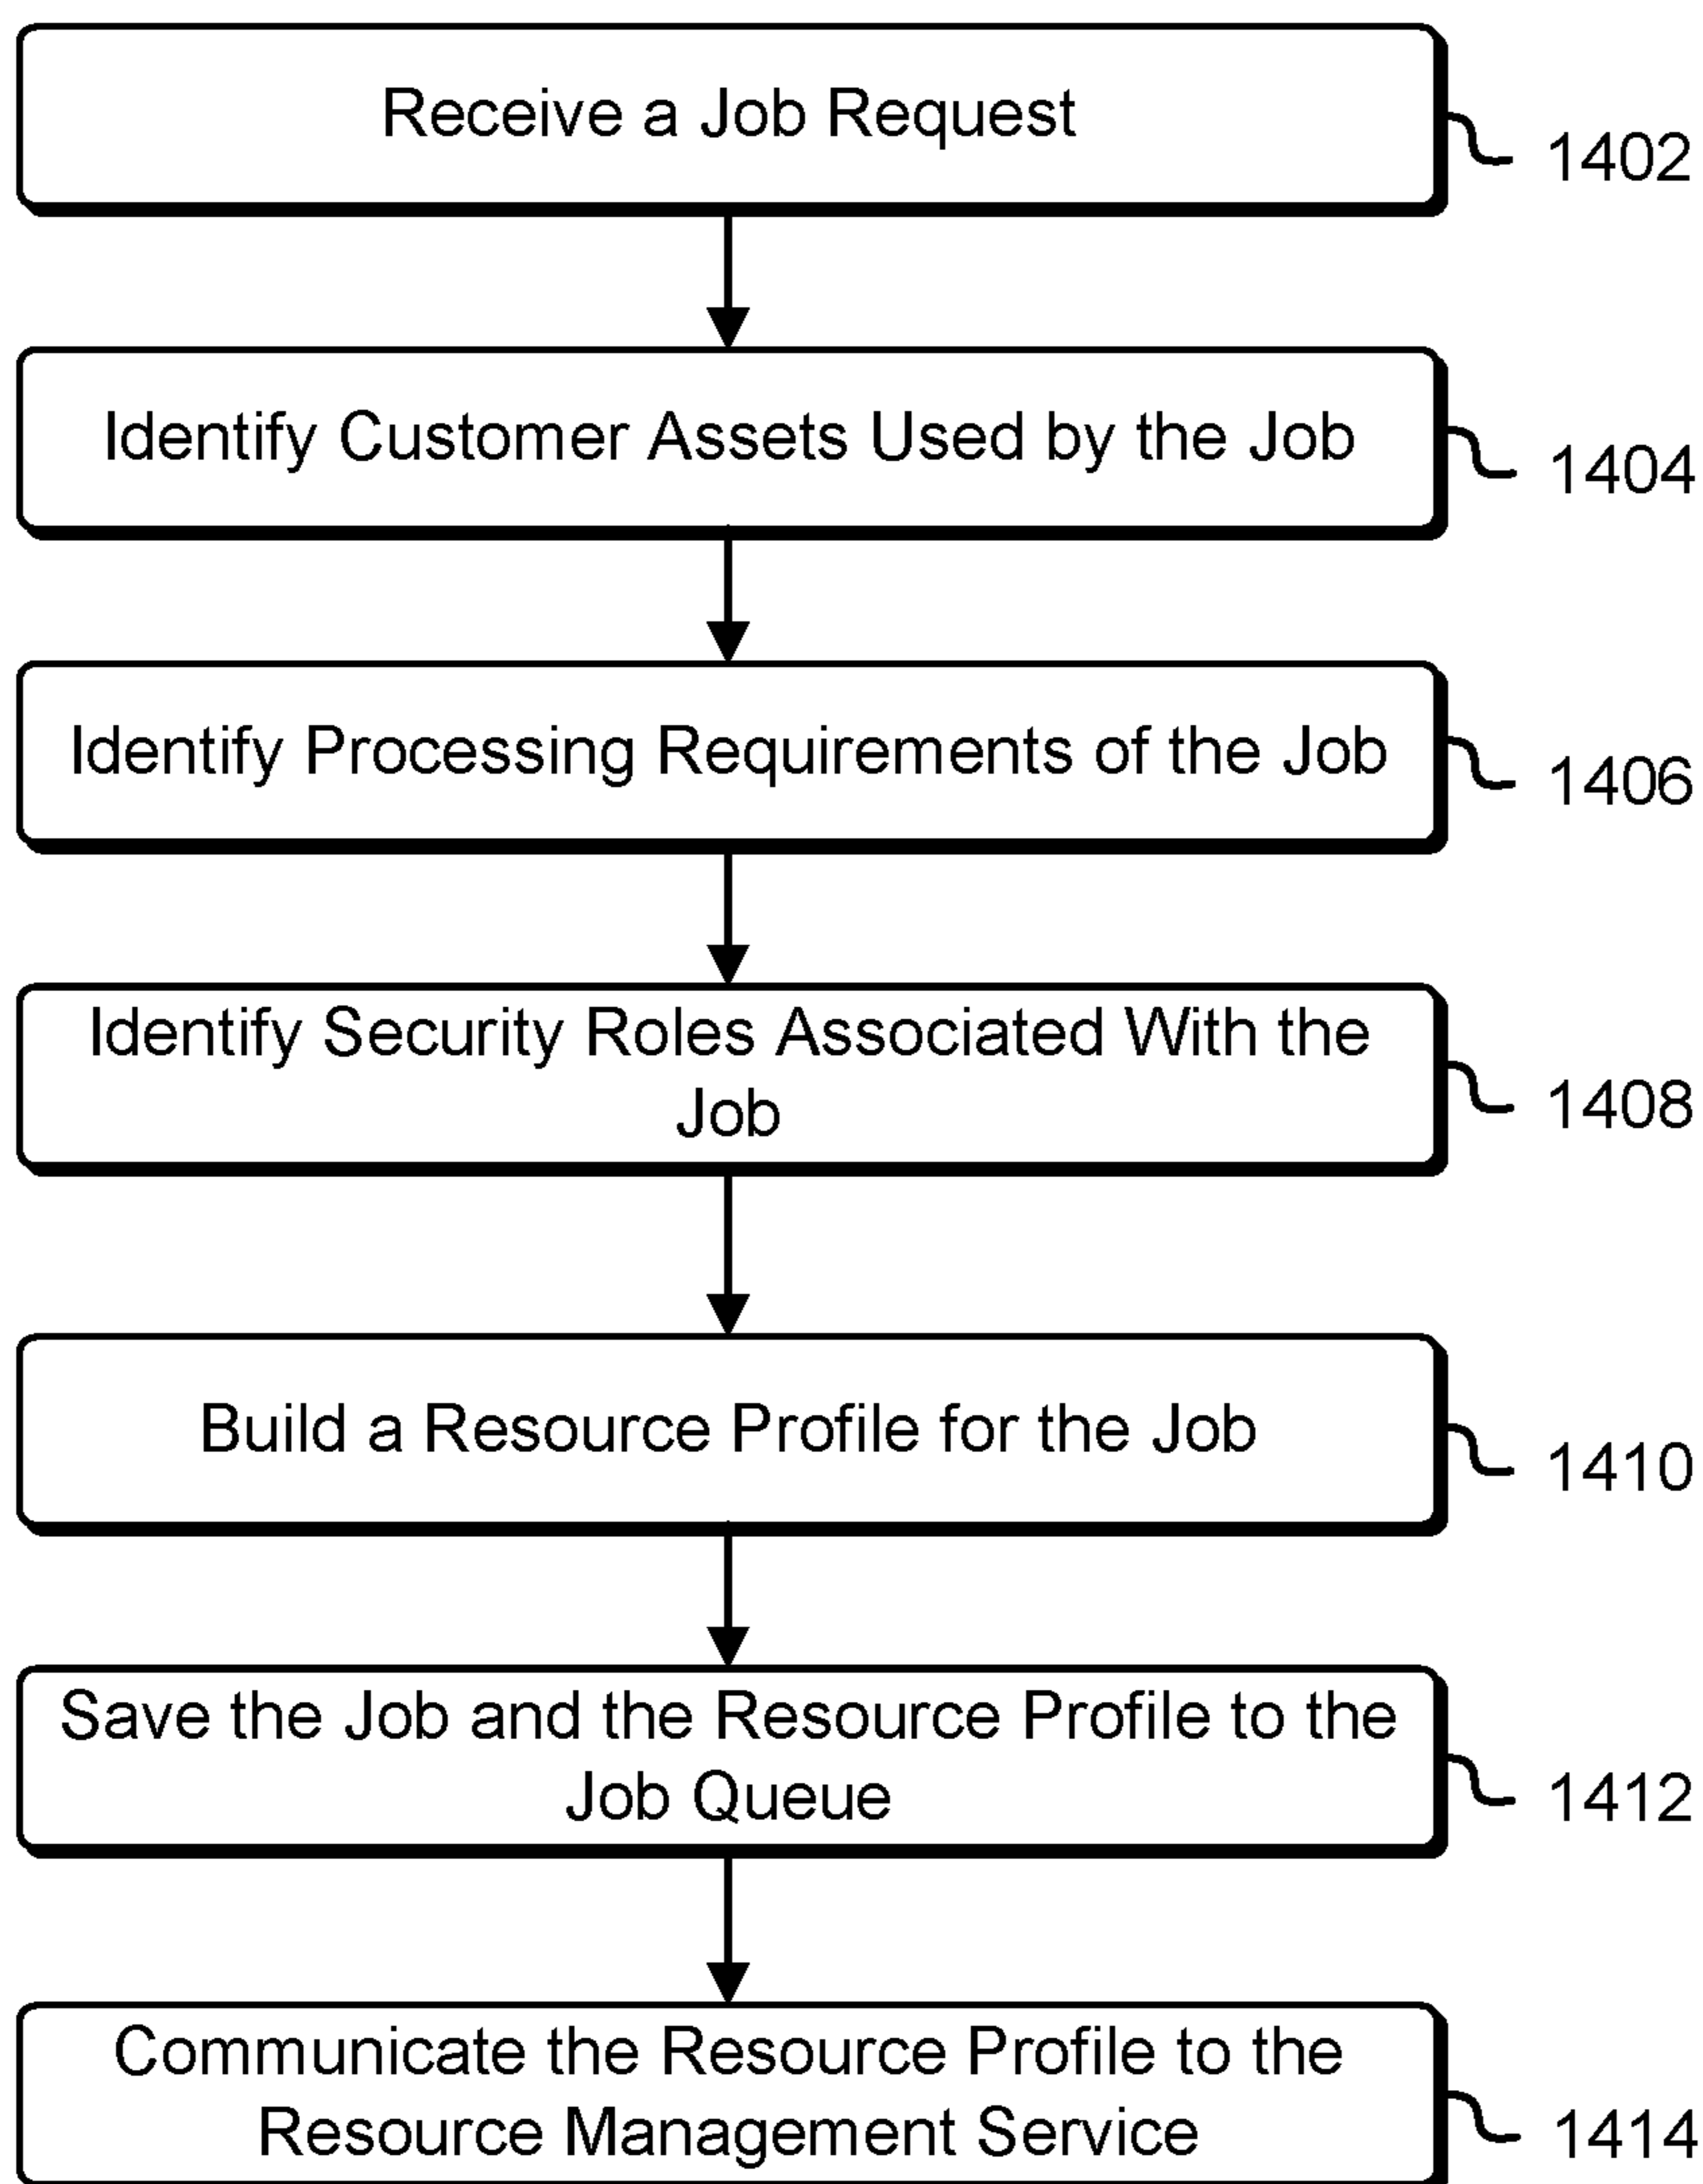 Receive a Job Request
1402
Identify Customer Assets Used by the Job
1404
Identify Processing Requirements of the Job
1406
Identify Security Roles Associated With the
Job
1408
Build a Resource Profile for the Job
1410
Save the Job and the Resource Profile to the
Job Queue
1412
Communicate the Resource Profile to the
Resource Management Service
1414